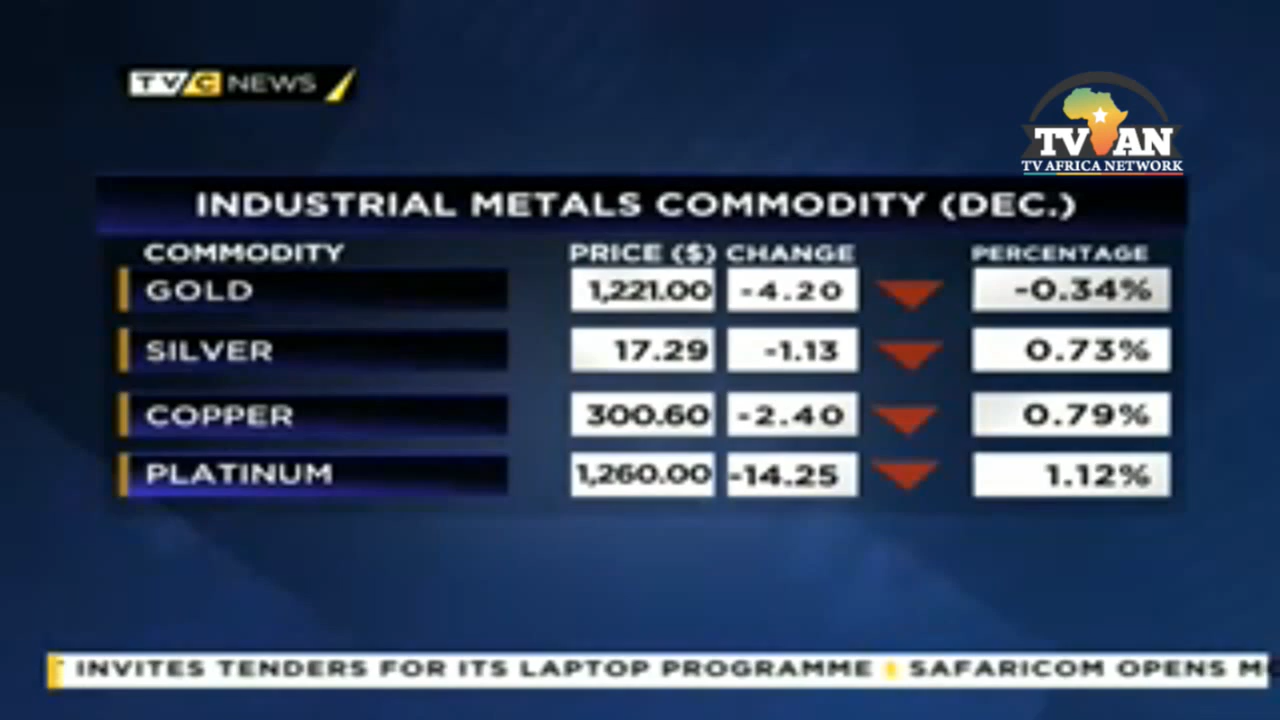 TVC NEWS
TV AN
TV AFRICA NETWORK
INDUSTRIAL METALS COMMODITY (DEC.)
COMMODITY PRICE ($) CHANGE PERCENTAGE
GOLD 1,221.00 -4.20 -0.34%
SILVER 17.29 -1.13 0.73%
COPPER 300.60 -2.40 0.79%
PLATINUM 1,260.00 -14.25 1.12%
INVITES TENDERS FOR ITS LAPTOP PROGRAMME SAFARICOM OPENS